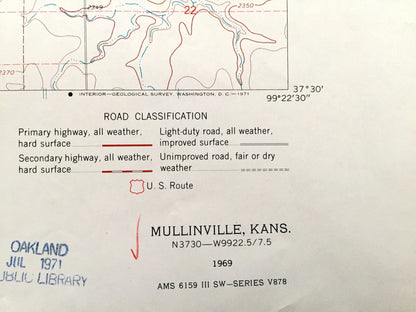 2349
22
2350
2370
INTERIOR—GEOLOGICAL SURVEY, WASHINGTON, D. C.—1971
37°30'
99°22'30"
ROAD CLASSIFICATION
Primary highway, all weather,
hard surface
Light-duty road, all weather,
improved surface
Secondary highway, all weather,
hard surface
Unimproved road, fair or dry
weather
U. S. Route
MULLINVILLE, KANS.
N3730—W9922.5/7.5
1969
AMS 6159 III SW—SERIES V878
OAKLAND
JUL 1971
PUBLIC LIBRARY